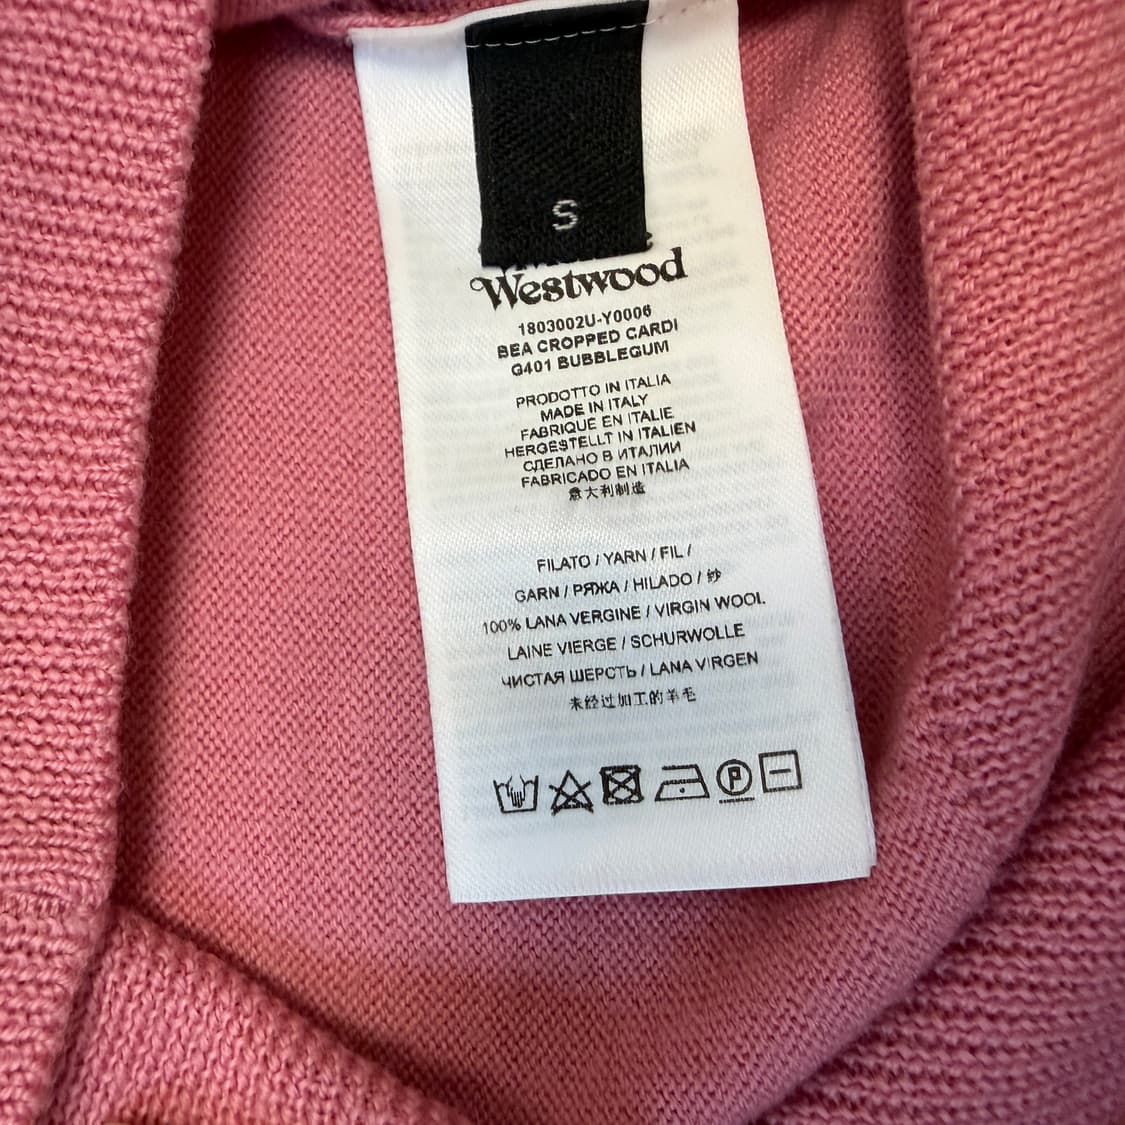 S
Westwood
1803002U-Y0006
BEA CROPPED CARDI
G401 BUBBLEGUM
PRODOTTO IN ITALIA
MADE IN ITALY
FABRIQUE EN ITALIE
HERGESTELLT IN ITALIEN
СДЕЛАНО В ИТАЛИИ
FABRICADO EN ITALIA
意大利制造
FILATO / YARN / FIL /
GARN / РЯЖА / HILADO / 纱
100% LANA VERGINE / VIRGIN WOOL
LAINE VIERGE / SCHURWOLLE
ЧИСТАЯ ШЕРСТЬ / LANA VIRGEN
未经过加工的羊毛
P